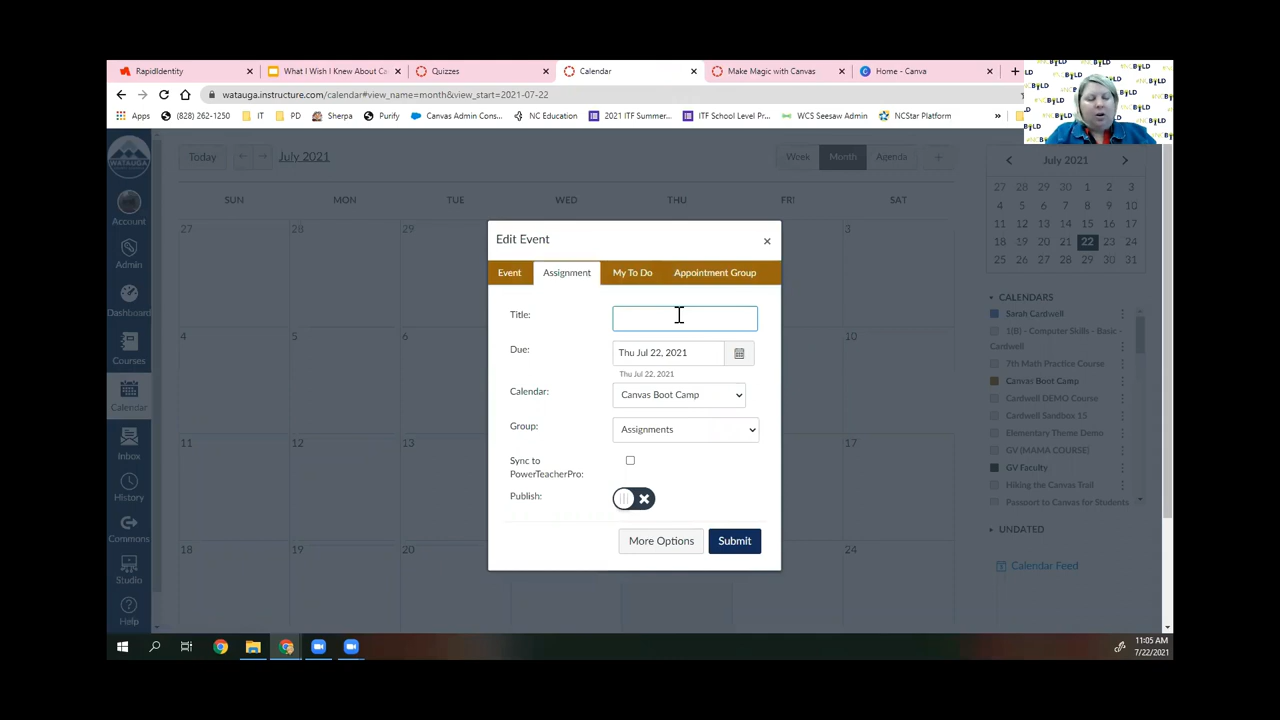 RapidIdentity
What I Wish I Knew About Ca
Quizzes
Calendar
Make Magic with Canvas
Home - Canva
watauga.instructure.com/calendar#view_name=month&view_start=2021-07-22
Apps (828) 262-1250 IT PD Sherpa Purify Canvas Admin Cons... NC Education 2021 ITF Summer... ITF School Level Pr... WCS Seesaw Admin NCStar Platform »
WATAUGA
Account
Admin
Dashboard
Courses
Calendar
Inbox
History
Commons
Studio
Help
Today July 2021 Week Month Agenda
SUN MON TUE WED THU FRI SAT
27 28 29 3
4 5 6 10
11 12 13 17
18 19 20 24
Edit Event
Event Assignment My To Do Appointment Group
Title:
Due: Thu Jul 22, 2021
Thu Jul 22, 2021
Calendar: Canvas Boot Camp
Group: Assignments
Sync to
PowerTeacherPro:
Publish:
More Options Submit
July 2021
27 28 29 30 1 2 3
4 5 6 7 8 9 10
11 12 13 14 15 16 17
18 19 20 21 22 23 24
25 26 27 28 29 30 31
CALENDARS
Sarah Cardwell
1(B) - Computer Skills - Basic -
Cardwell
7th Math Practice Course
Canvas Boot Camp
Cardwell DEMO Course
Cardwell Sandbox 15
Elementary Theme Demo
GV (MAMA COURSE)
GV Faculty
Hiking the Canvas Trail
Passport to Canvas for Students
UNDATED
Calendar Feed
11:05 AM
7/22/2021